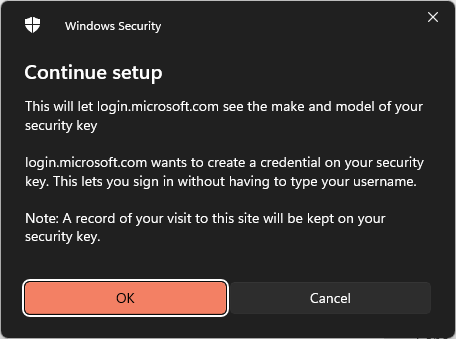 Windows Security
Continue setup
This will let login.microsoft.com see the make and model of your
security key
login.microsoft.com wants to create a credential on your security
key. This lets you sign in without having to type your username.
Note: A record of your visit to this site will be kept on your
security key.
OK
Cancel